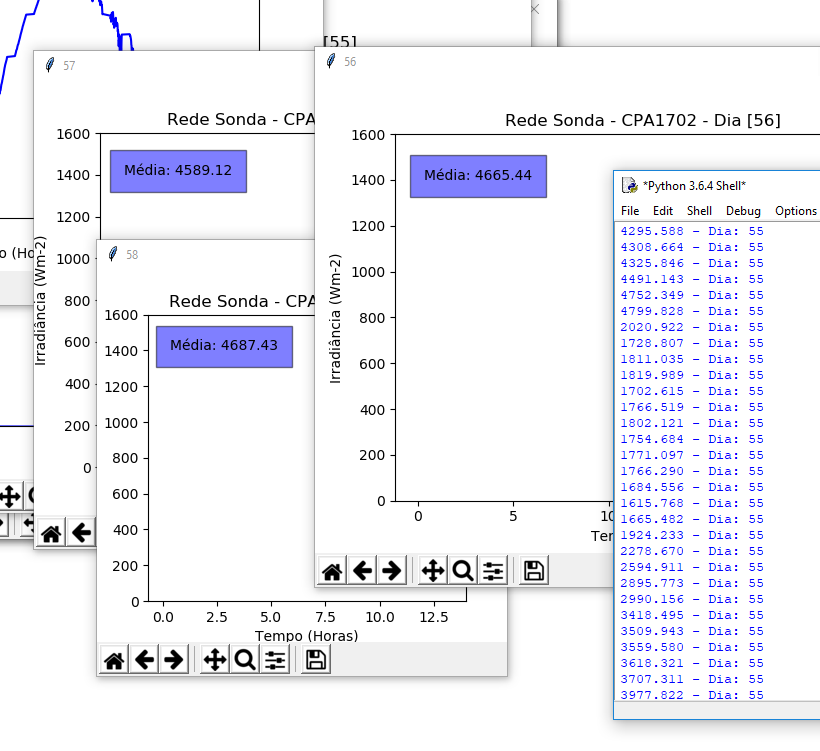 [55]
57
Rede Sonda - CPA
1600
1400
1200
1000
800
600
400
200
0
Irradiância (Wm-2)
Média: 4589.12
56
Rede Sonda - CPA1702 - Dia [56]
1600
1400
1200
1000
800
600
400
200
0
Irradiância (Wm-2)
Média: 4665.44
0 5 10
Ter
58
Rede Sonda - CPA
1600
1400
1200
1000
800
600
400
200
0
Média: 4687.43
0.0 2.5 5.0 7.5 10.0 12.5
Tempo (Horas)
o (Ho
*Python 3.6.4 Shell*
File Edit Shell Debug Options
4295.588 - Dia: 55
4308.664 - Dia: 55
4325.846 - Dia: 55
4491.143 - Dia: 55
4752.349 - Dia: 55
4799.828 - Dia: 55
2020.922 - Dia: 55
1728.807 - Dia: 55
1811.035 - Dia: 55
1819.989 - Dia: 55
1702.615 - Dia: 55
1766.519 - Dia: 55
1802.121 - Dia: 55
1754.684 - Dia: 55
1771.097 - Dia: 55
1766.290 - Dia: 55
1684.556 - Dia: 55
1615.768 - Dia: 55
1665.482 - Dia: 55
1924.233 - Dia: 55
2278.670 - Dia: 55
2594.911 - Dia: 55
2895.773 - Dia: 55
2990.156 - Dia: 55
3418.495 - Dia: 55
3509.943 - Dia: 55
3559.580 - Dia: 55
3618.321 - Dia: 55
3707.311 - Dia: 55
3977.822 - Dia: 55